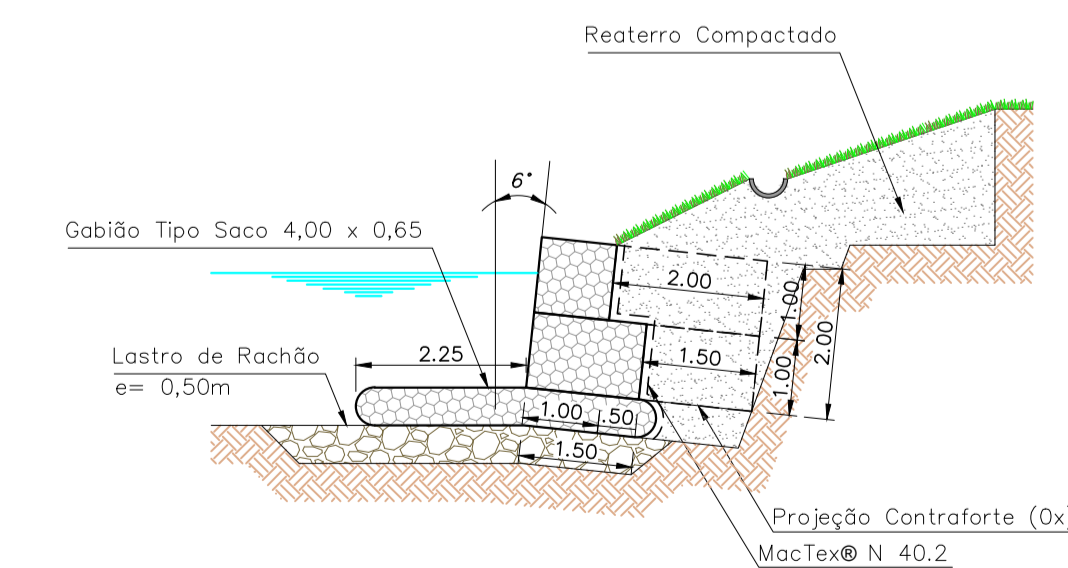 Reaterro Compactado
6°
Gabião Tipo Saco 4,00 x 0,65
2.00
1.00
2.00
Lastro de Rachão
e= 0,50m
2.25
1.50
1.00
1.00 .50
1.50
Projeção Contraforte (0x)
MacTex® N 40.2